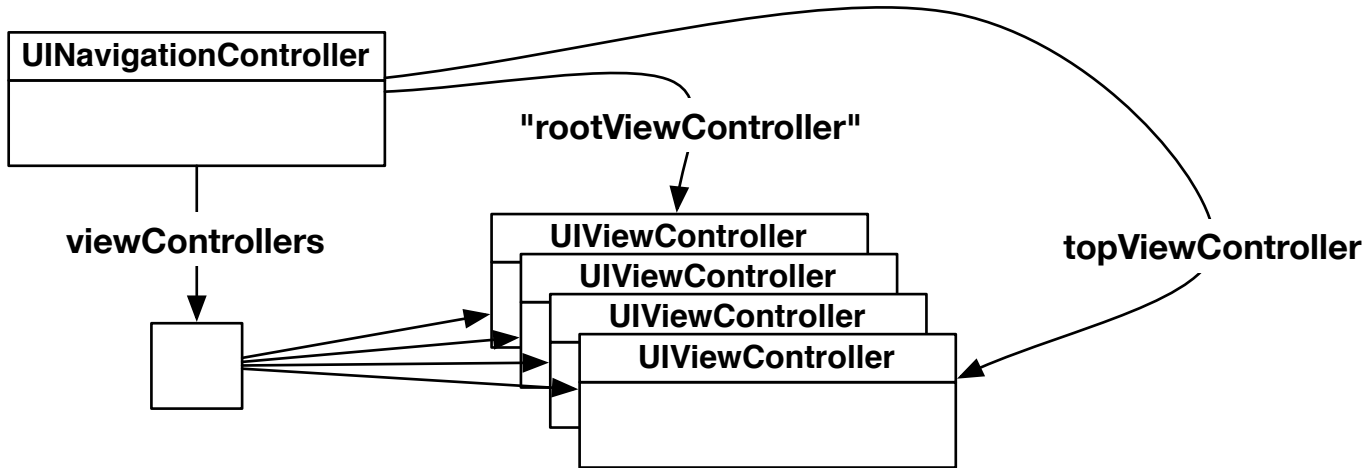 UINavigationController
"rootViewController"
viewControllers
UIViewController
topViewController
UIViewController
UIViewController
UIViewController